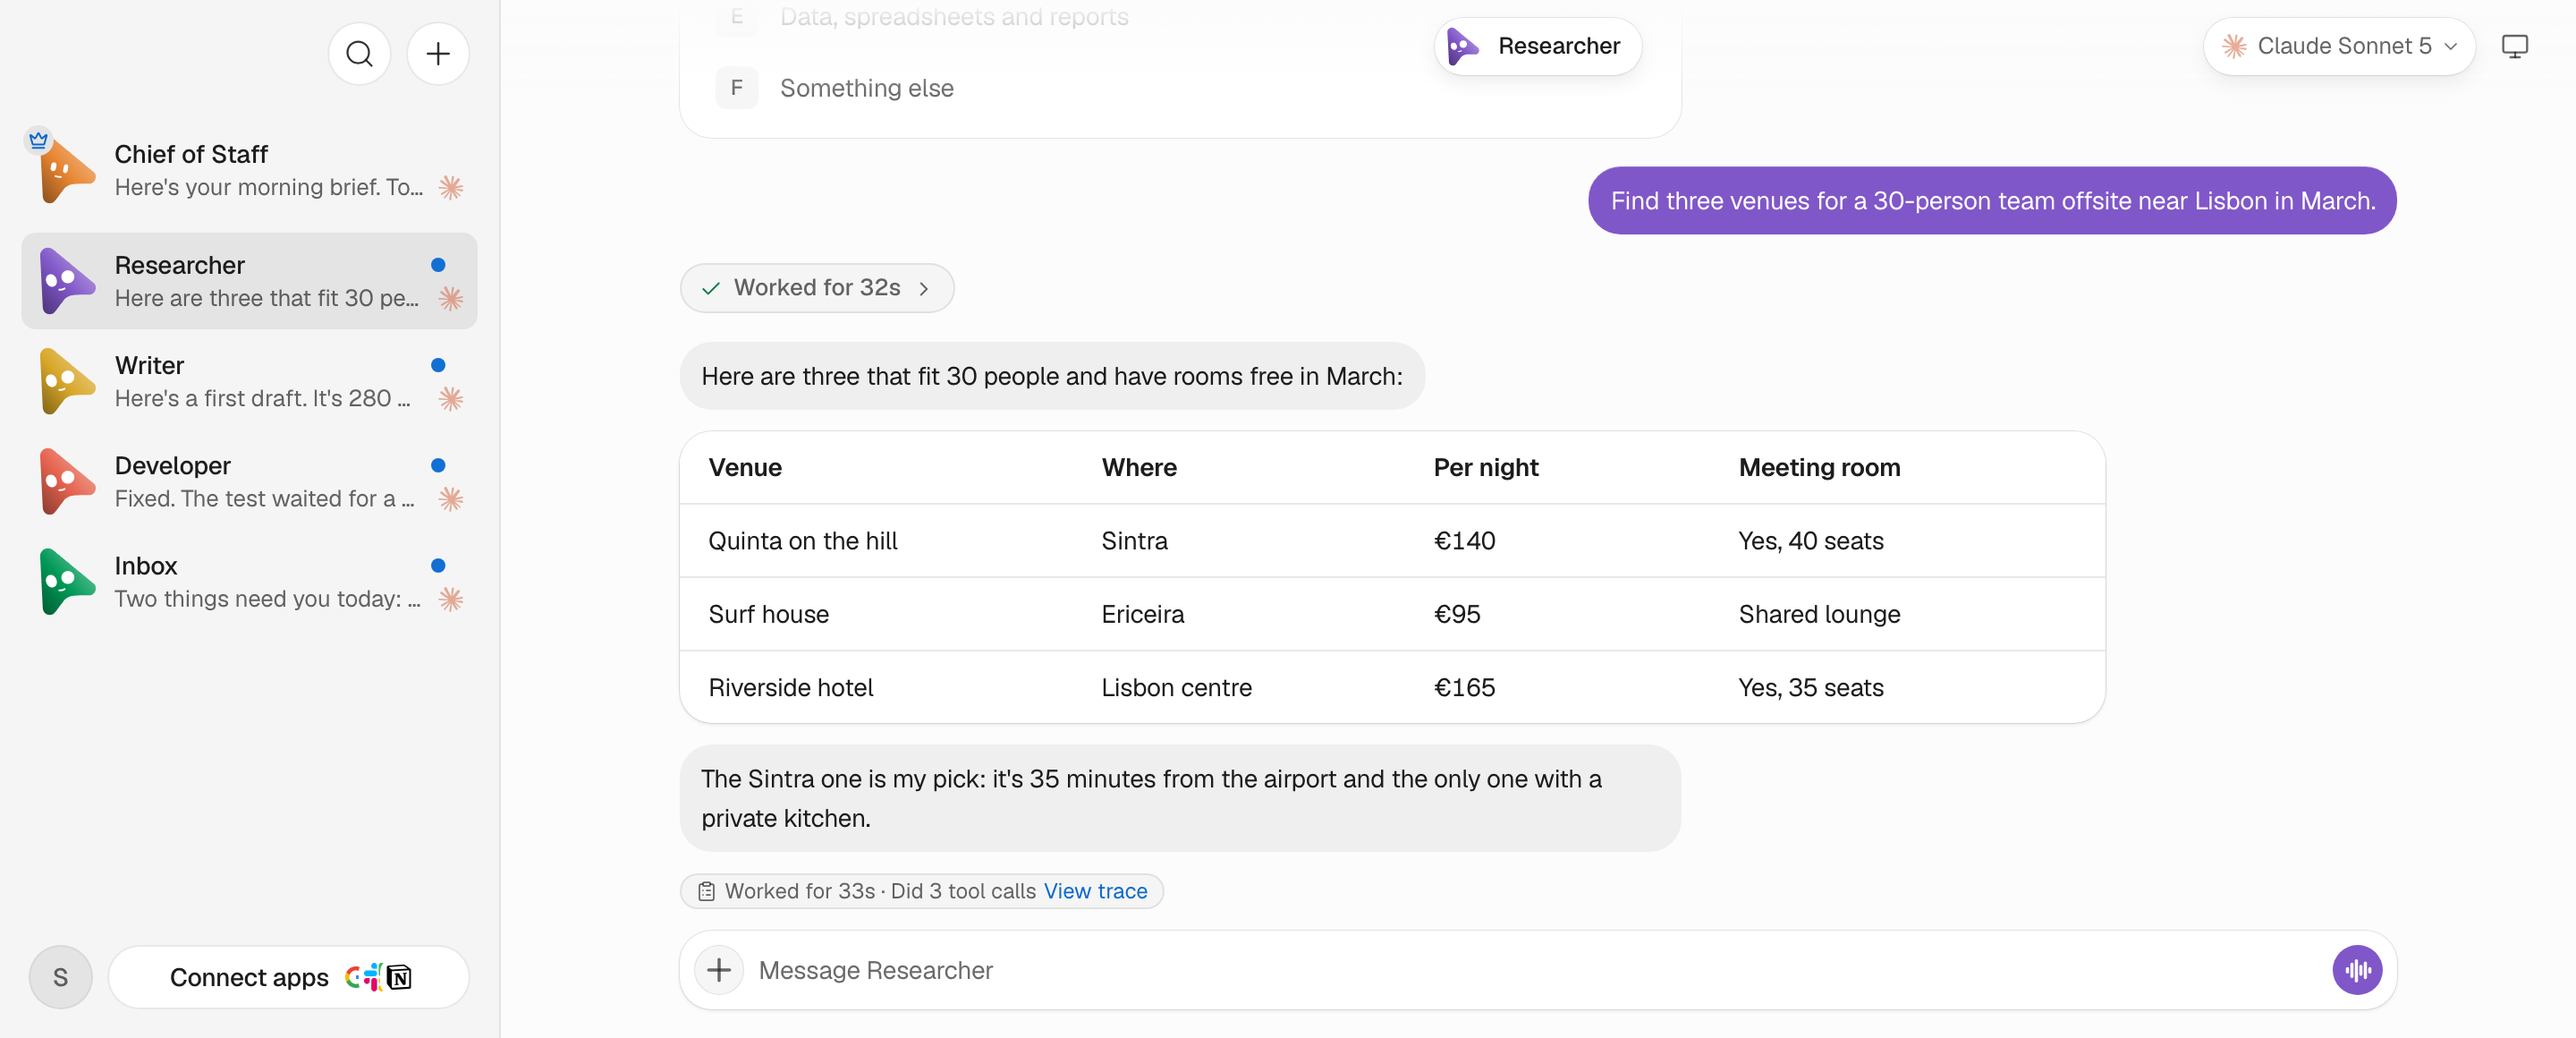 Chief of Staff
Here's your morning brief. To...
Researcher
Here are three that fit 30 pe...
Writer
Here's a first draft. It's 280 ...
Developer
Fixed. The test waited for a ...
Inbox
Two things need you today: ...
S
Connect apps
E Data, spreadsheets and reports
F Something else
Researcher
Claude Sonnet 5
Find three venues for a 30-person team offsite near Lisbon in March.
Worked for 32s
Here are three that fit 30 people and have rooms free in March:
Venue Where Per night Meeting room
Quinta on the hill Sintra €140 Yes, 40 seats
Surf house Ericeira €95 Shared lounge
Riverside hotel Lisbon centre €165 Yes, 35 seats
The Sintra one is my pick: it's 35 minutes from the airport and the only one with a
private kitchen.
Worked for 33s · Did 3 tool calls View trace
Message Researcher